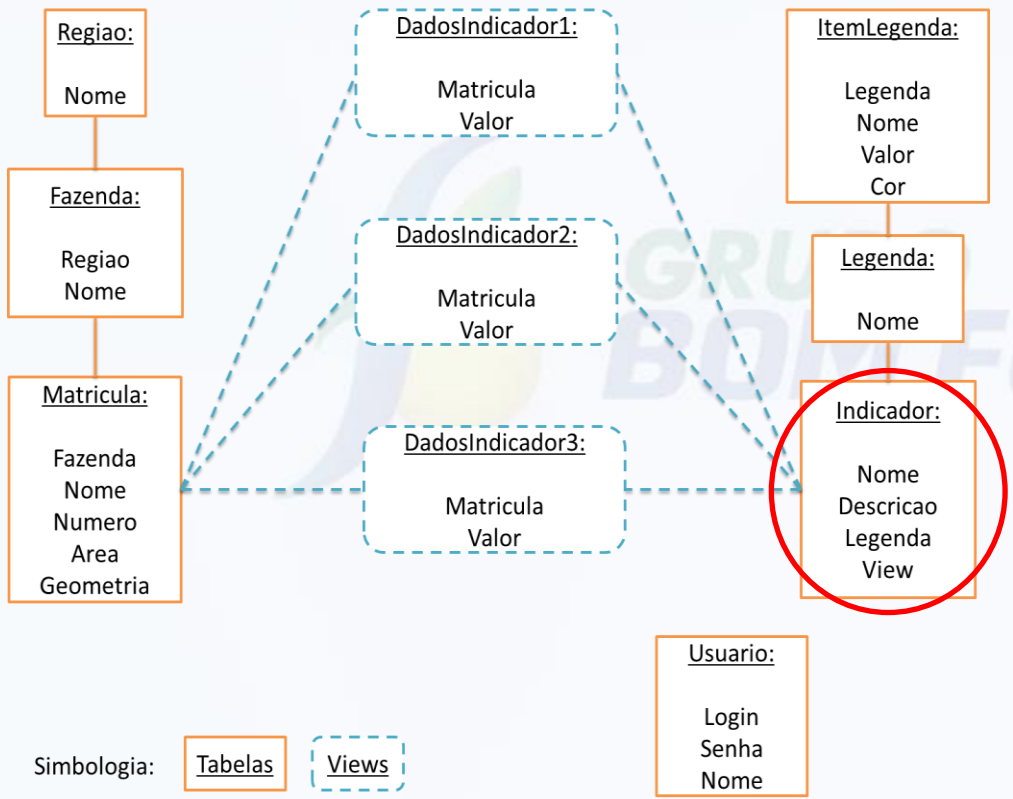 Regiao:
Nome
Fazenda:
Regiao
Nome
Matricula:
Fazenda
Nome
Numero
Area
Geometria
DadosIndicador1:
Matricula
Valor
DadosIndicador2:
Matricula
Valor
DadosIndicador3:
Matricula
Valor
ItemLegenda:
Legenda
Nome
Valor
Cor
Legenda:
Nome
Indicador:
Nome
Descricao
Legenda
View
Usuario:
Login
Senha
Nome
Simbologia:
Tabelas
Views
BOM